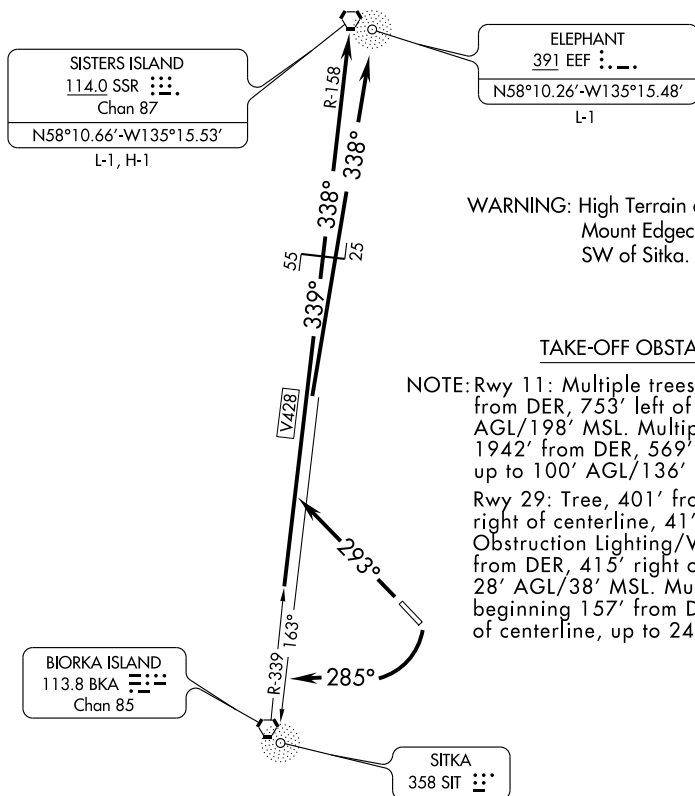 SISTERS ISLAND
114.0 SSR
Chan 87
N58°10.66'-W135°15.53'
L-1, H-1
ELEPHANT
391 EEF
N58°10.26'-W135°15.48'
L-1
R-158
338°
338°
55
25
339°
V428
WARNING: High Terrain
Mount Edgec
SW of Sitka.
TAKE-OFF OBSTA
NOTE: Rwy 11: Multiple trees
from DER, 753' left of
AGL/198' MSL. Multip
1942' from DER, 569'
up to 100' AGL/136'
Rwy 29: Tree, 401' fro
right of centerline, 41'
Obstruction Lighting/
from DER, 415' right o
28' AGL/38' MSL. Mu
beginning 157' from D
of centerline, up to 24
293°
285°
R-339
163°
BIORKA ISLAND
113.8 BKA
Chan 85
SITKA
358 SIT